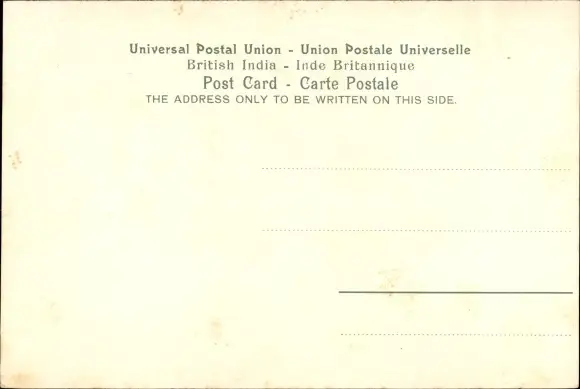 Universal Postal Union - Union Postale Universelle
British India - Inde Britannique
Post Card - Carte Postale
THE ADDRESS ONLY TO BE WRITTEN ON THIS SIDE.